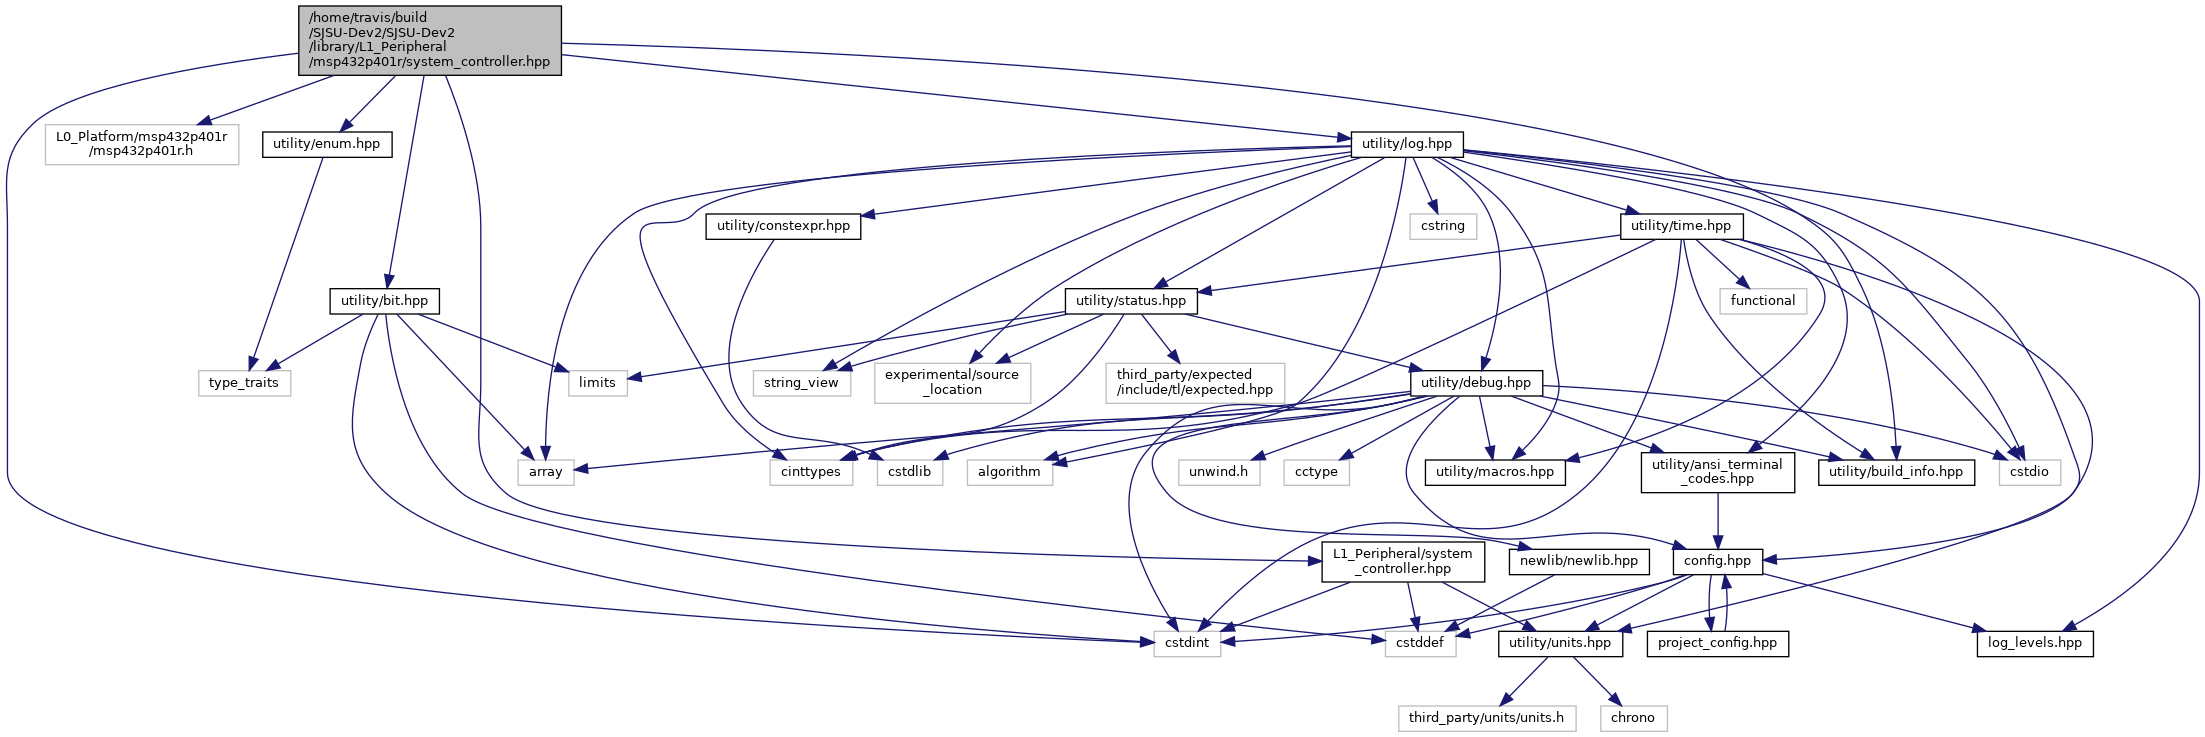 /home/travis/build
/SJSU-Dev2/SJSU-Dev2
/library/L1_Peripheral
/msp432p401r/system_controller.hpp
L0_Platform/msp432p401r
/msp432p401r.h
utility/enum.hpp
utility/log.hpp
utility/constexpr.hpp
cstring
utility/time.hpp
utility/bit.hpp
utility/status.hpp
functional
type_traits
limits
string_view
experimental/source
_location
third_party/expected
/include/tl/expected.hpp
utility/debug.hpp
array
cinttypes
cstdlib
algorithm
unwind.h
cctype
utility/macros.hpp
utility/ansi_terminal
_codes.hpp
utility/build_info.hpp
cstdio
L1_Peripheral/system
_controller.hpp
newlib/newlib.hpp
config.hpp
cstdint
cstddef
utility/units.hpp
project_config.hpp
log_levels.hpp
third_party/units/units.h
chrono